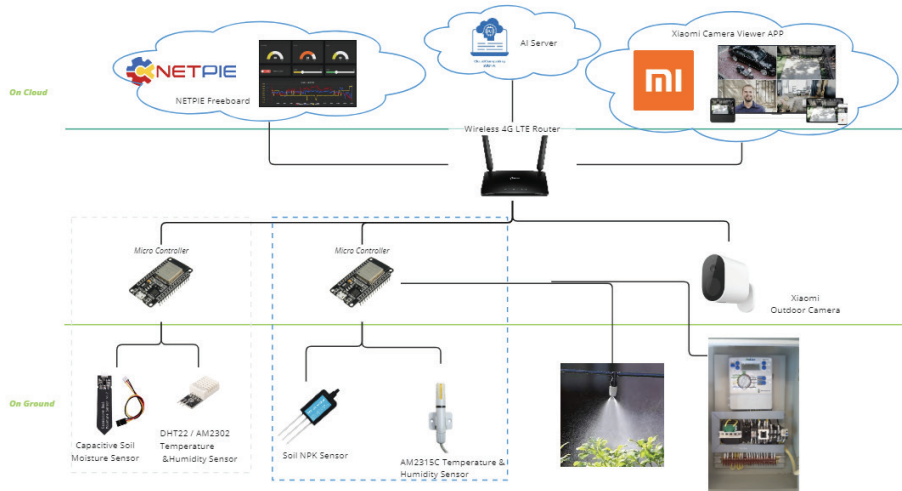 NETPIE
NETPIE Freeboard
AI Server
Xiaomi Camera Viewer APP
mi
On Cloud
Wireless 4G LTE Router
Micro Controller
Micro Controller
Xiaomi
Outdoor Camera
On Ground
Capacitive Soil
Moisture Sensor
DHT22 / AM2302
Temperature
&Humidity Sensor
Soil NPK Sensor
AM2315C Temperature &
Humidity Sensor